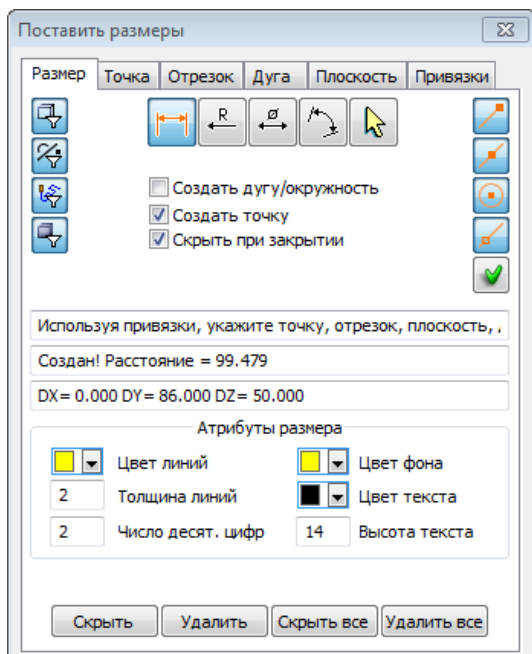 Поставить размеры
Размер Точка Отрезок Дуга Плоскость Привязки
R ø
Создать дугу/окружность
Создать точку
Скрыть при закрытии
Используя привязки, укажите точку, отрезок, плоскость,
Создан! Расстояние = 99.479
DX= 0.000 DY= 86.000 DZ= 50.000
Атрибуты размера
Цвет линий Цвет фона
2 Толщина линий Цвет текста
2 Число десят. цифр 14 Высота текста
Скрыть Удалить Скрыть все Удалить все